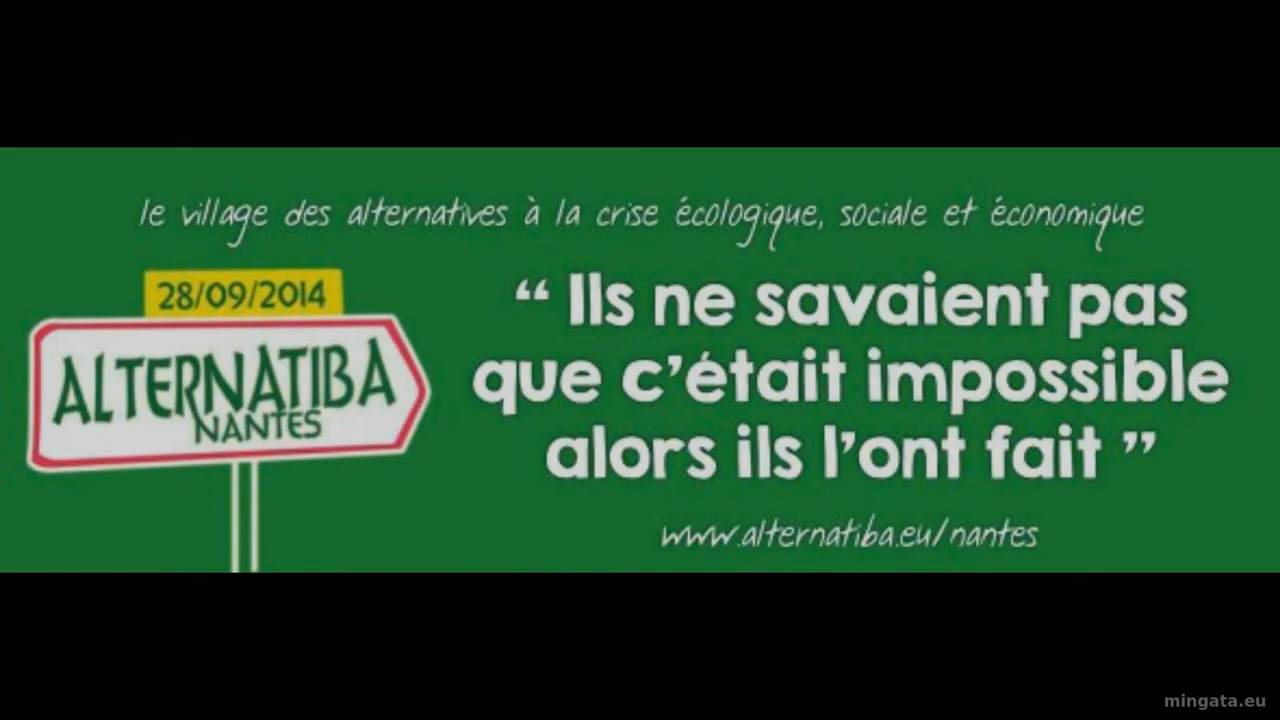 le village des alternatives à la crise écologique, sociale et économique
28/09/2014
ALTERNATIBA
NANTES
“ Ils ne savaient pas
que c’était impossible
alors ils l’ont fait ”
www.alternatiba.eu/nantes
mingata.eu